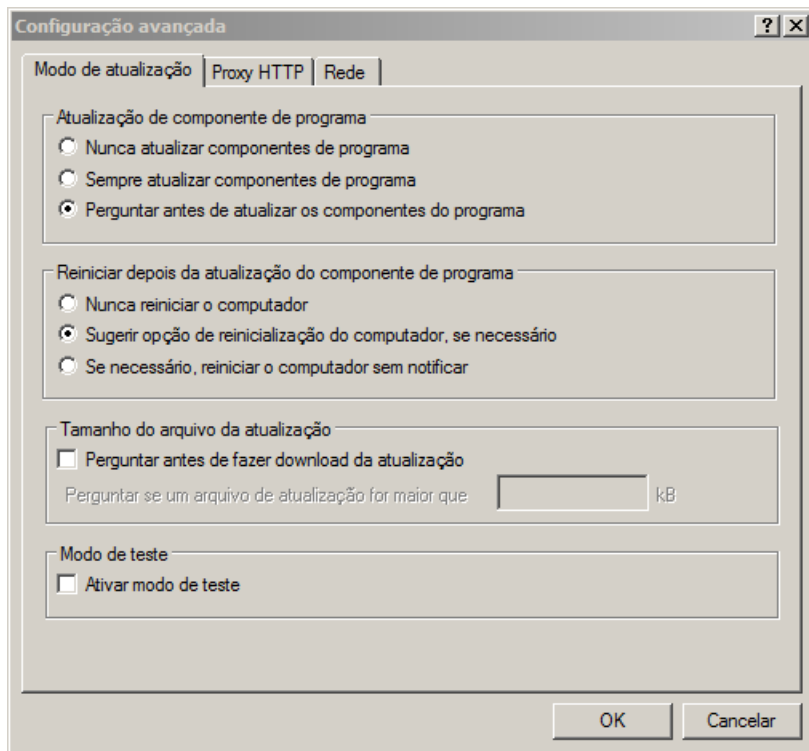 Configuração avançada
Modo de atualização Proxy HTTP Rede
Atualização de componente de programa
Nunca atualizar componentes de programa
Sempre atualizar componentes de programa
Perguntar antes de atualizar os componentes do programa
Reiniciar depois da atualização do componente de programa
Nunca reiniciar o computador
Sugerir opção de reinicialização do computador, se necessário
Se necessário, reiniciar o computador sem notificar
Tamanho do arquivo da atualização
Perguntar antes de fazer download da atualização
Perguntar se um arquivo de atualização for maior que kB
Modo de teste
Ativar modo de teste
OK Cancelar